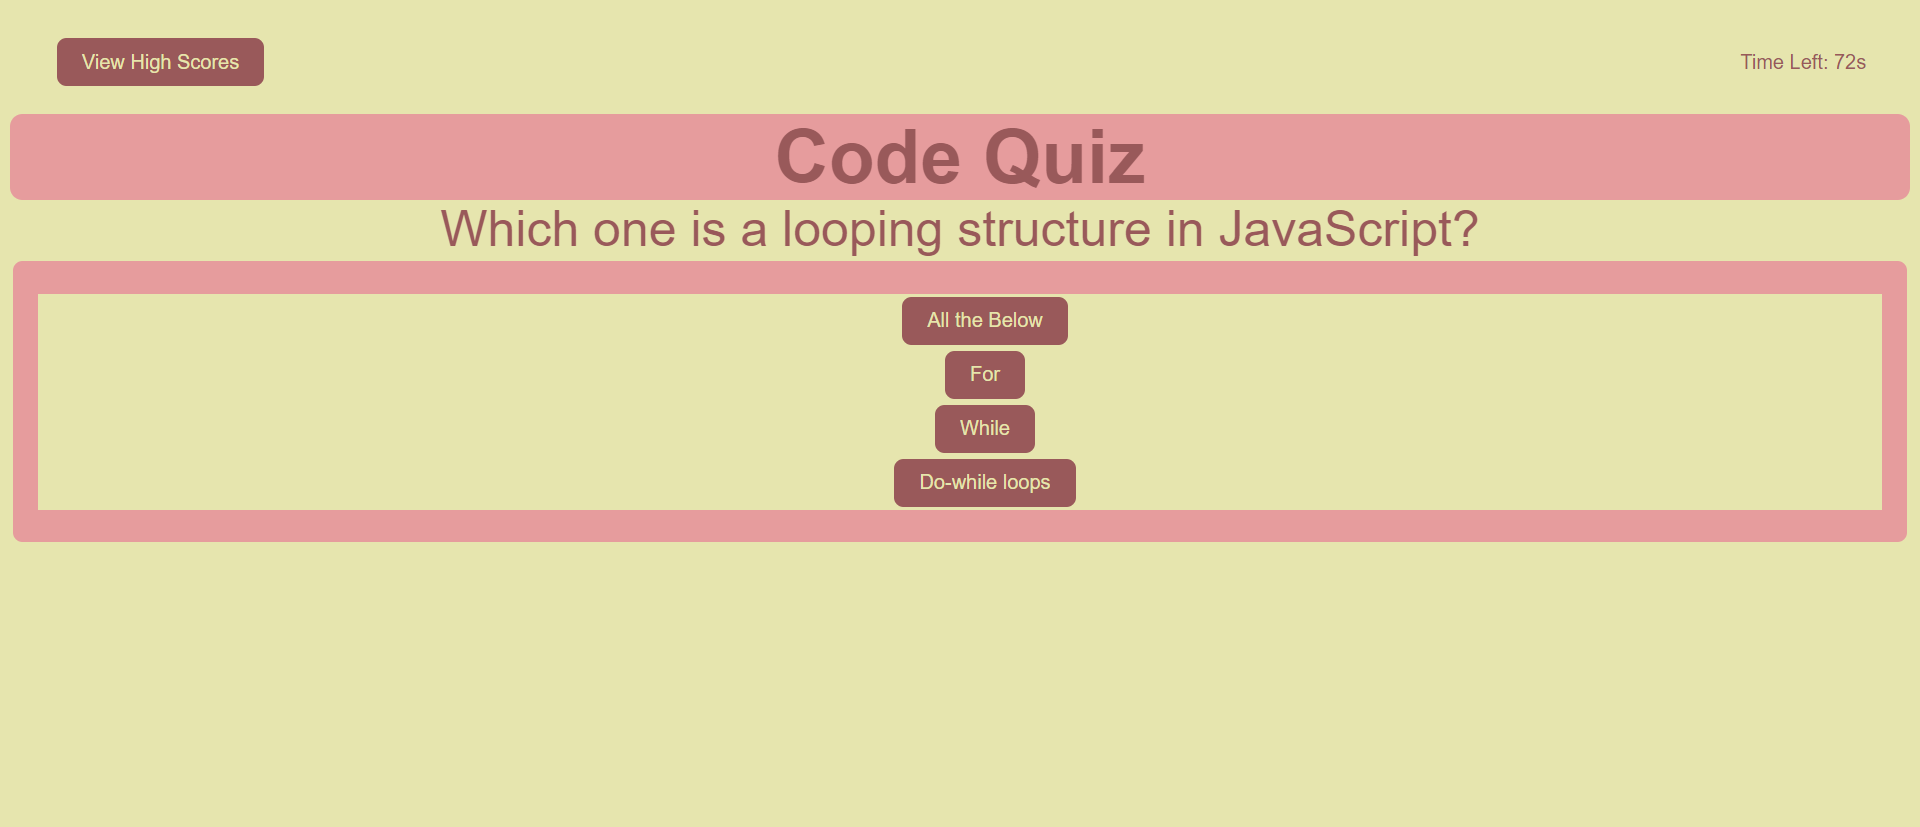 View High Scores
Time Left: 72s
Code Quiz
Which one is a looping structure in JavaScript?
All the Below
For
While
Do-while loops